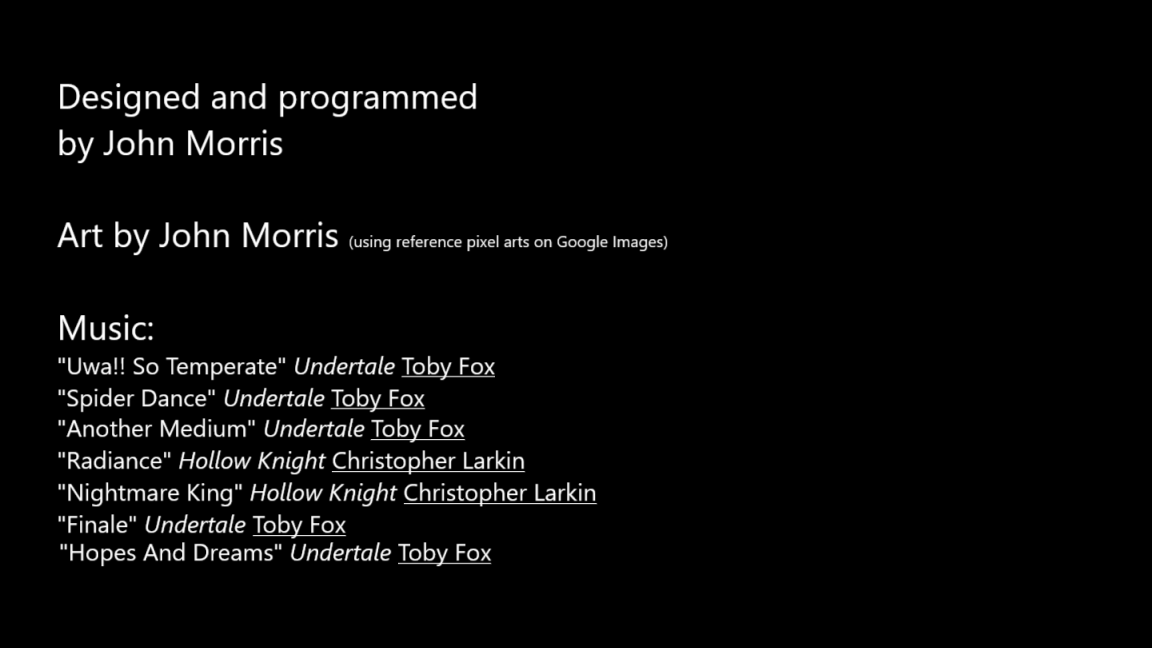 Designed and programmed
by John Morris
Art by John Morris (using reference pixel arts on Google Images)
Music:
"Uwa!! So Temperate" Undertale Toby Fox
"Spider Dance" Undertale Toby Fox
"Another Medium" Undertale Toby Fox
"Radiance" Hollow Knight Christopher Larkin
"Nightmare King" Hollow Knight Christopher Larkin
"Finale" Undertale Toby Fox
"Hopes And Dreams" Undertale Toby Fox